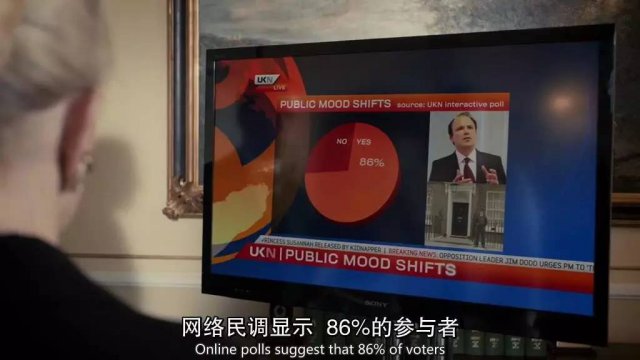 UKN
LIVE
PUBLIC MOOD SHIFTS source: UKN interactive poll
NO YES
86%
PRINCESS SUSANNAH RELEASED BY KIDNAPPER | BREAKING NEWS: OPPOSITION LEADER JIM DODD URGES PM TO
UKN | PUBLIC MOOD SHIFTS
SONY
网络民调显示 86%的参与者
Online polls suggest that 86% of voters